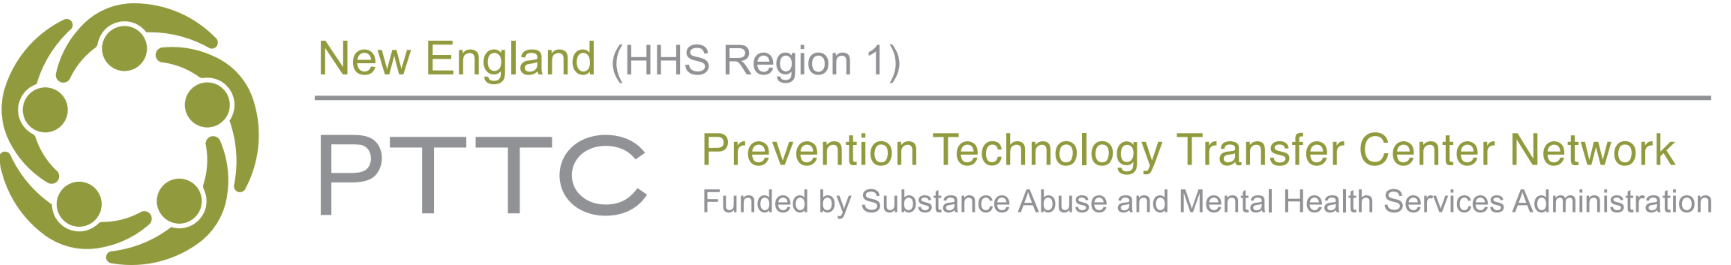 New England (HHS Region 1)
PTTC
Prevention Technology Transfer Center Network
Funded by Substance Abuse and Mental Health Services Administration